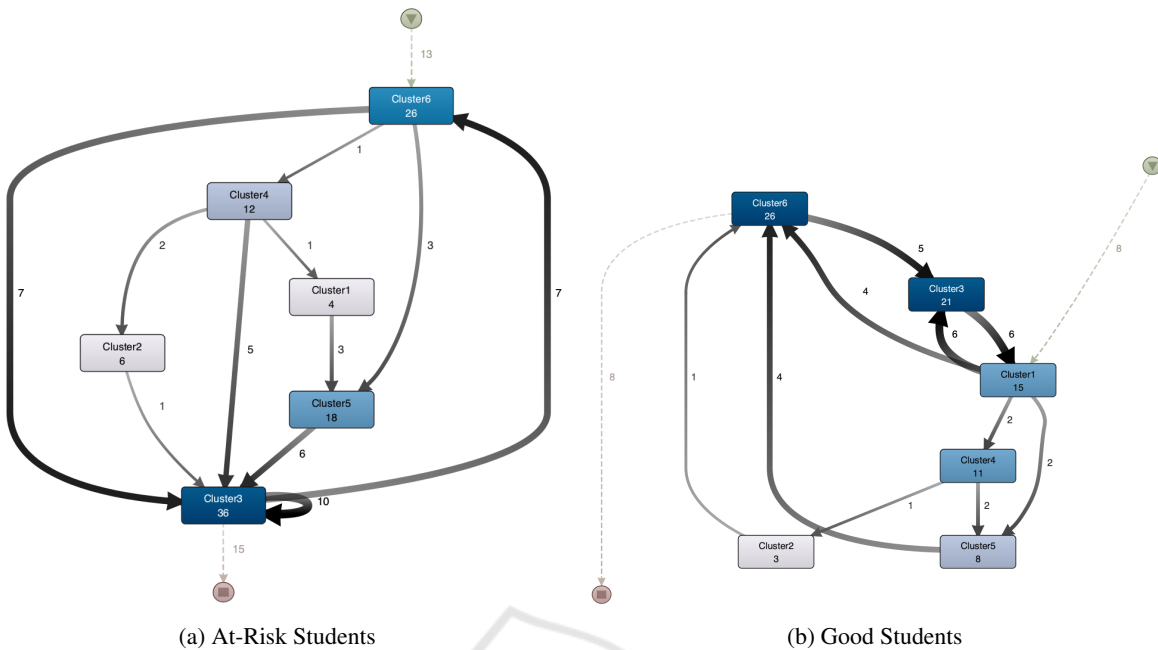 13
Cluster6
26
1
Cluster4
12
2
1
3
Cluster1
4
7
7
Cluster2
6
5
3
Cluster5
18
1
6
Cluster3
36
10
15
(a) At-Risk Students
Cluster6
26
8
5
Cluster3
21
4
6
6
Cluster1
15
8
1
4
2
2
Cluster4
11
1
2
Cluster2
3
Cluster5
8
(b) Good Students